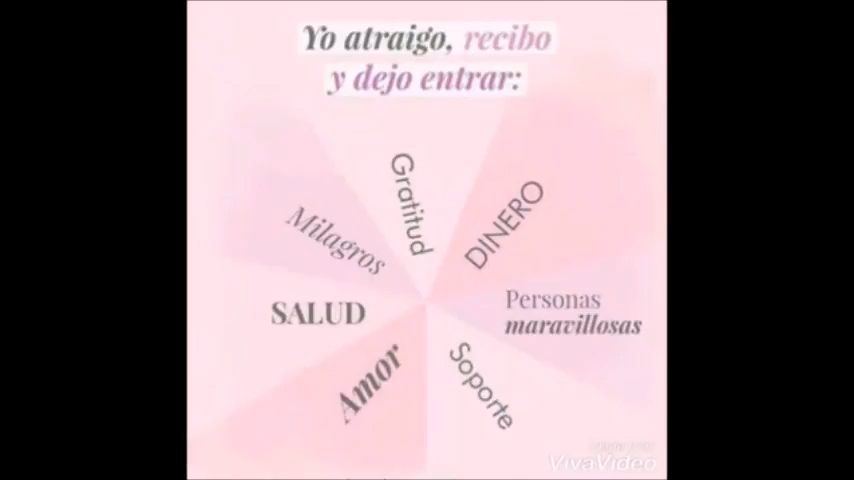 Yo atraigo, recibo
y dejo entrar:
Gratitud
DINERO
Personas
maravillosas
Soporte
Amor
SALUD
Milagros
VivaVideo